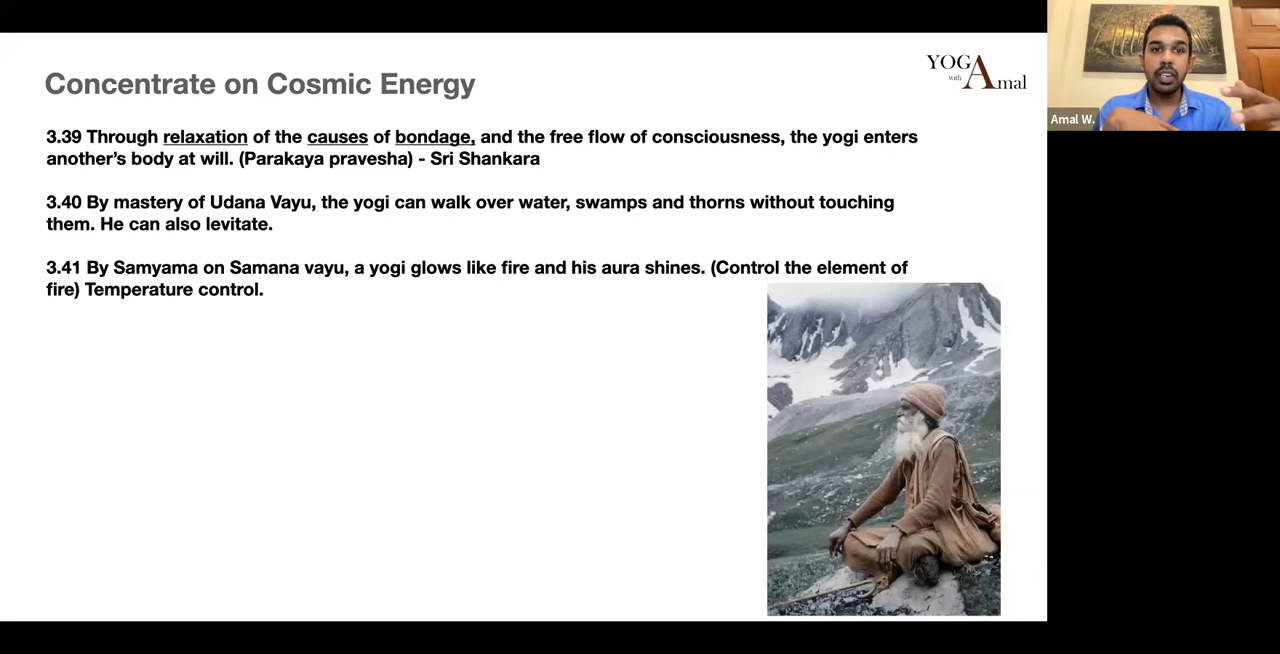 Concentrate on Cosmic Energy
YOGA
with Amal
3.39 Through relaxation of the causes of bondage, and the free flow of consciousness, the yogi enters
another’s body at will. (Parakaya pravesha) - Sri Shankara
3.40 By mastery of Udana Vayu, the yogi can walk over water, swamps and thorns without touching
them. He can also levitate.
3.41 By Samyama on Samana vayu, a yogi glows like fire and his aura shines. (Control the element of
fire) Temperature control.
Amal W.